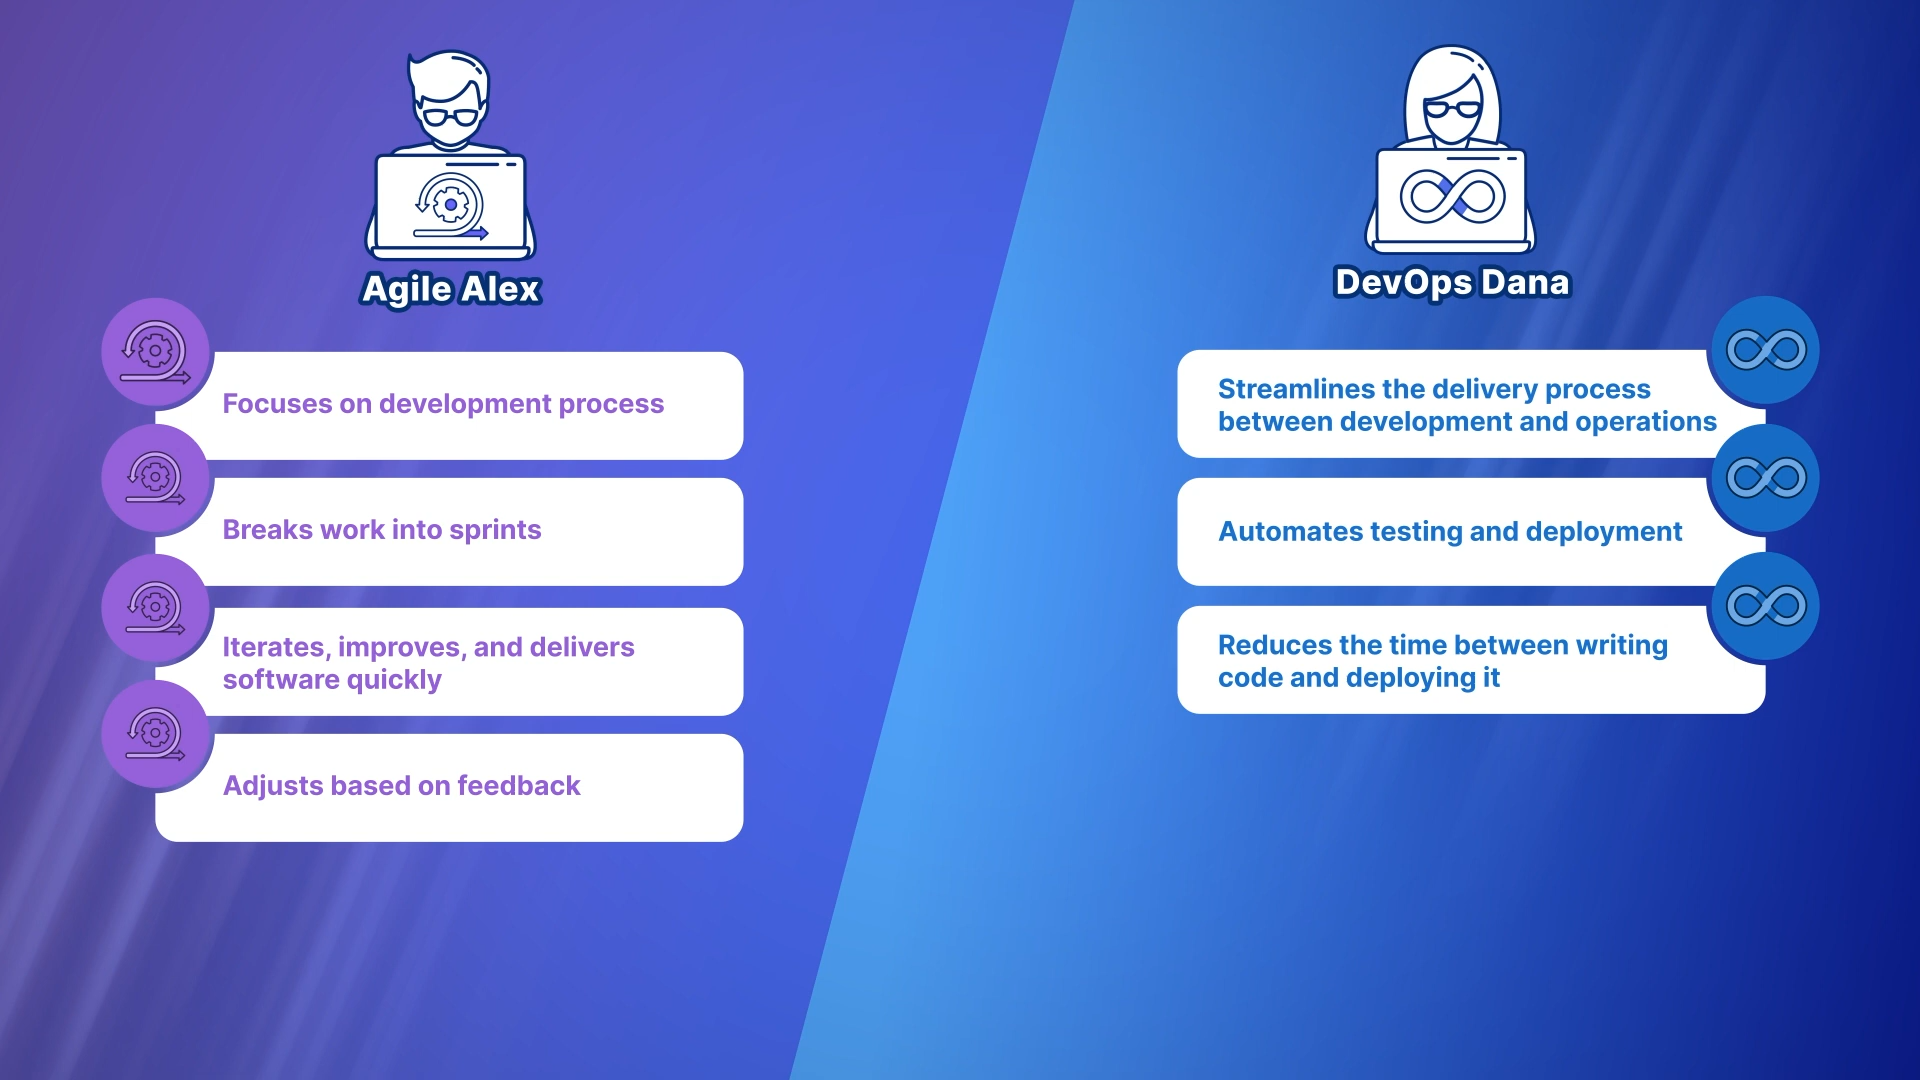 Agile Alex
Focuses on development process
Breaks work into sprints
Iterates, improves, and delivers
software quickly
Adjusts based on feedback
DevOps Dana
Streamlines the delivery process
between development and operations
Automates testing and deployment
Reduces the time between writing
code and deploying it